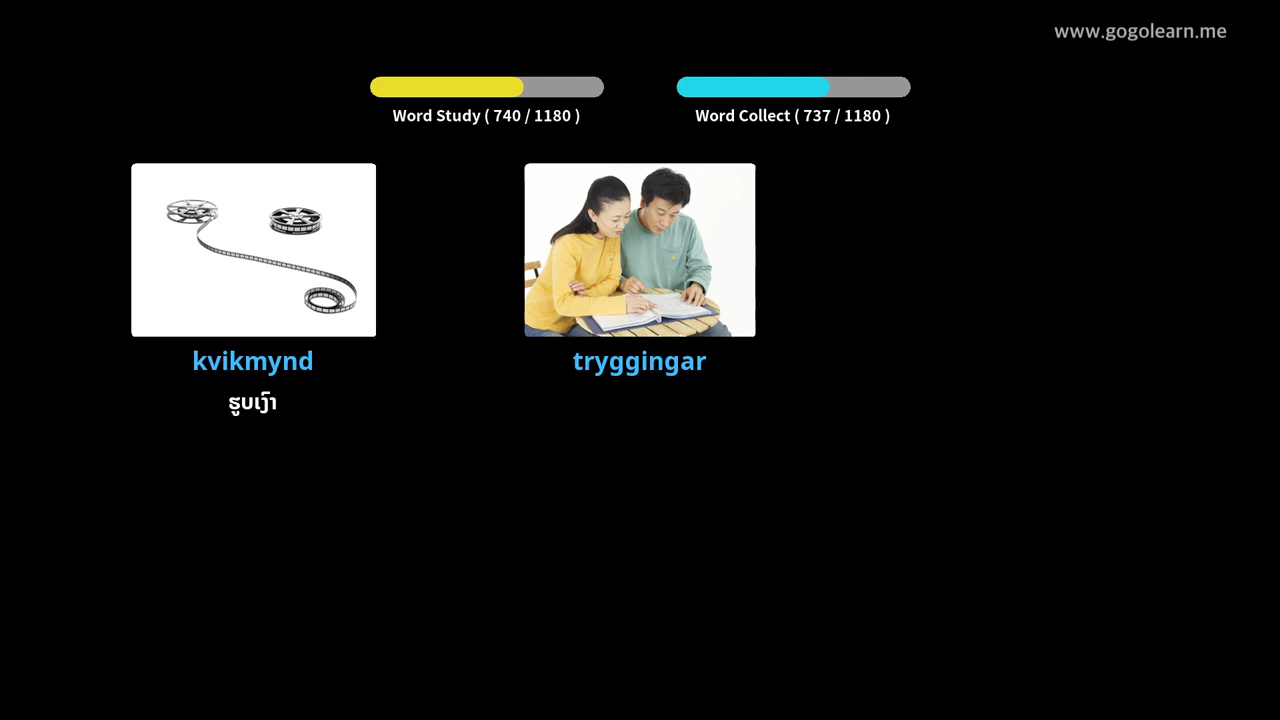 www.gogolearn.me
Word Study ( 740 / 1180 )
Word Collect ( 737 / 1180 )
kvikmynd
ຮູບເງົາ
tryggingar